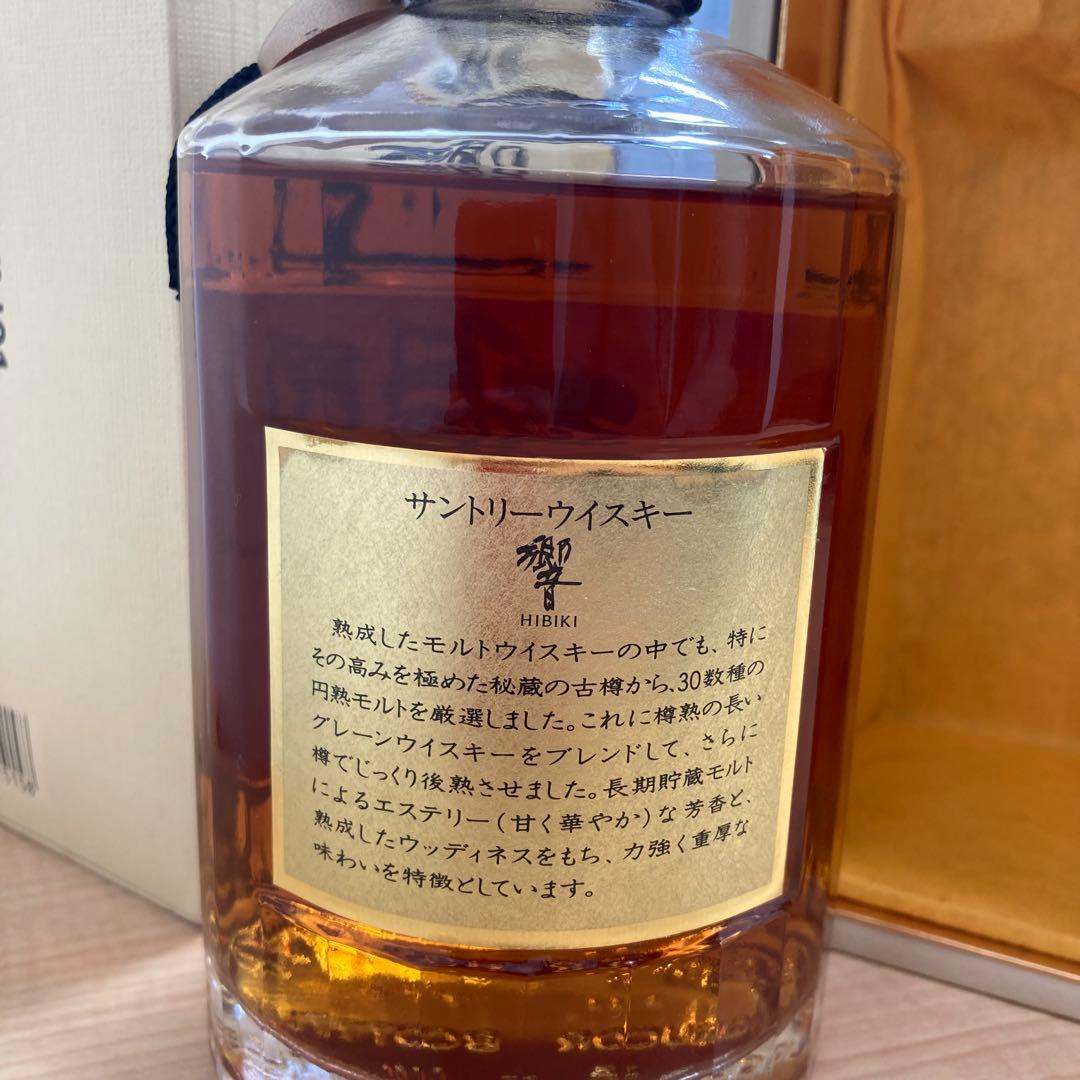 サントリーウイスキー
響
HIBIKI
熟成したモルトウイスキーの中でも、特に
その高みを極めた秘蔵の古樽から、30数種の
円熟モルトを厳選しました。これに樽熟の長い
グレーンウイスキーをブレンドして、さらに
樽でじっくり後熟させました。長期貯蔵モルト
によるエステリー(甘く華やか)な芳香と、
熟成したウッディネスをもち、力強く重厚な
味わいを特徴としています。